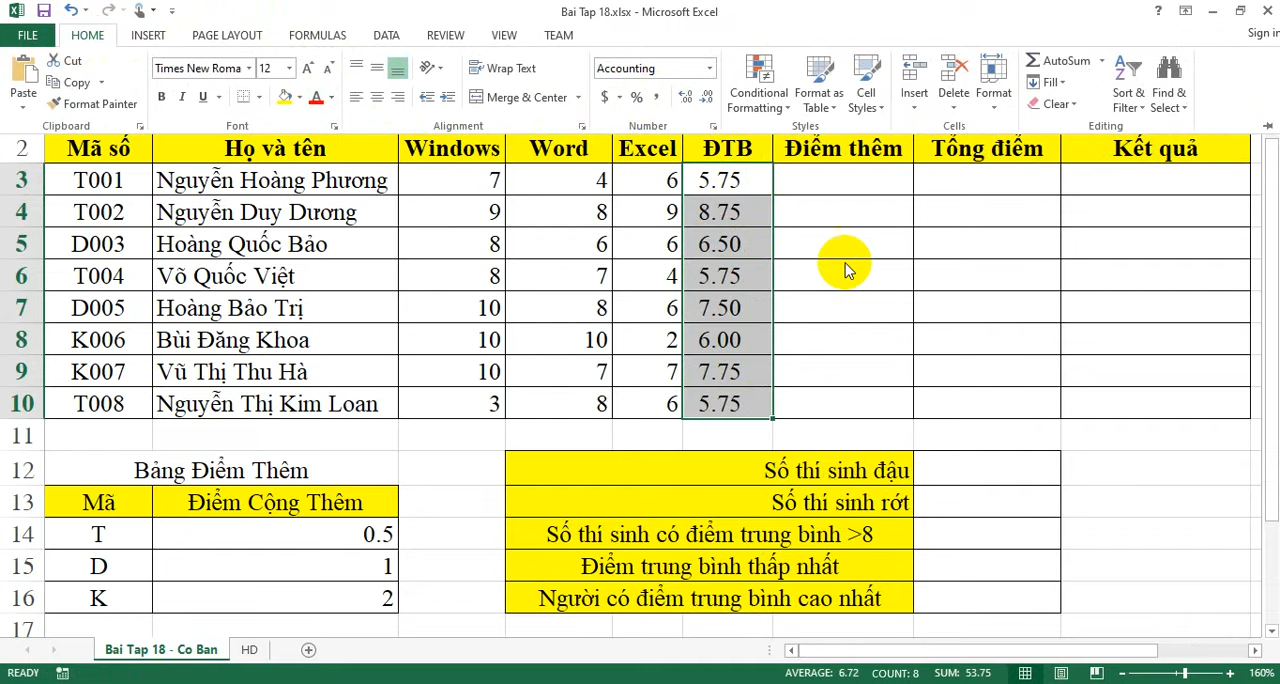 Bai Tap 18.xlsx - Microsoft Excel
?
FILE HOME INSERT PAGE LAYOUT FORMULAS DATA REVIEW VIEW TEAM Sign in
Paste Cut Copy Format Painter Clipboard
Times New Roma 12 B I U A Font
Wrap Text Merge & Center Alignment
Accounting $ % , Number
Conditional Formatting Format as Table Cell Styles Styles
Insert Delete Format Cells
AutoSum Fill Clear Sort & Filter Find & Select Editing
2 Mã số Họ và tên Windows Word Excel ĐTB Điểm thêm Tổng điểm Kết quả
3 T001 Nguyễn Hoàng Phương 7 4 6 5.75
4 T002 Nguyễn Duy Dương 9 8 9 8.75
5 D003 Hoàng Quốc Bảo 8 6 6 6.50
6 T004 Võ Quốc Việt 8 7 4 5.75
7 D005 Hoàng Bảo Trị 10 8 6 7.50
8 K006 Bùi Đăng Khoa 10 10 2 6.00
9 K007 Vũ Thị Thu Hà 10 7 7 7.75
10 T008 Nguyễn Thị Kim Loan 3 8 6 5.75
11
12 Bảng Điểm Thêm Số thí sinh đậu
13 Mã Điểm Cộng Thêm Số thí sinh rớt
14 T 0.5 Số thí sinh có điểm trung bình >8
15 D 1 Điểm trung bình thấp nhất
16 K 2 Người có điểm trung bình cao nhất
17
Bai Tap 18 - Co Ban HD
READY AVERAGE: 6.72 COUNT: 8 SUM: 53.75 160%